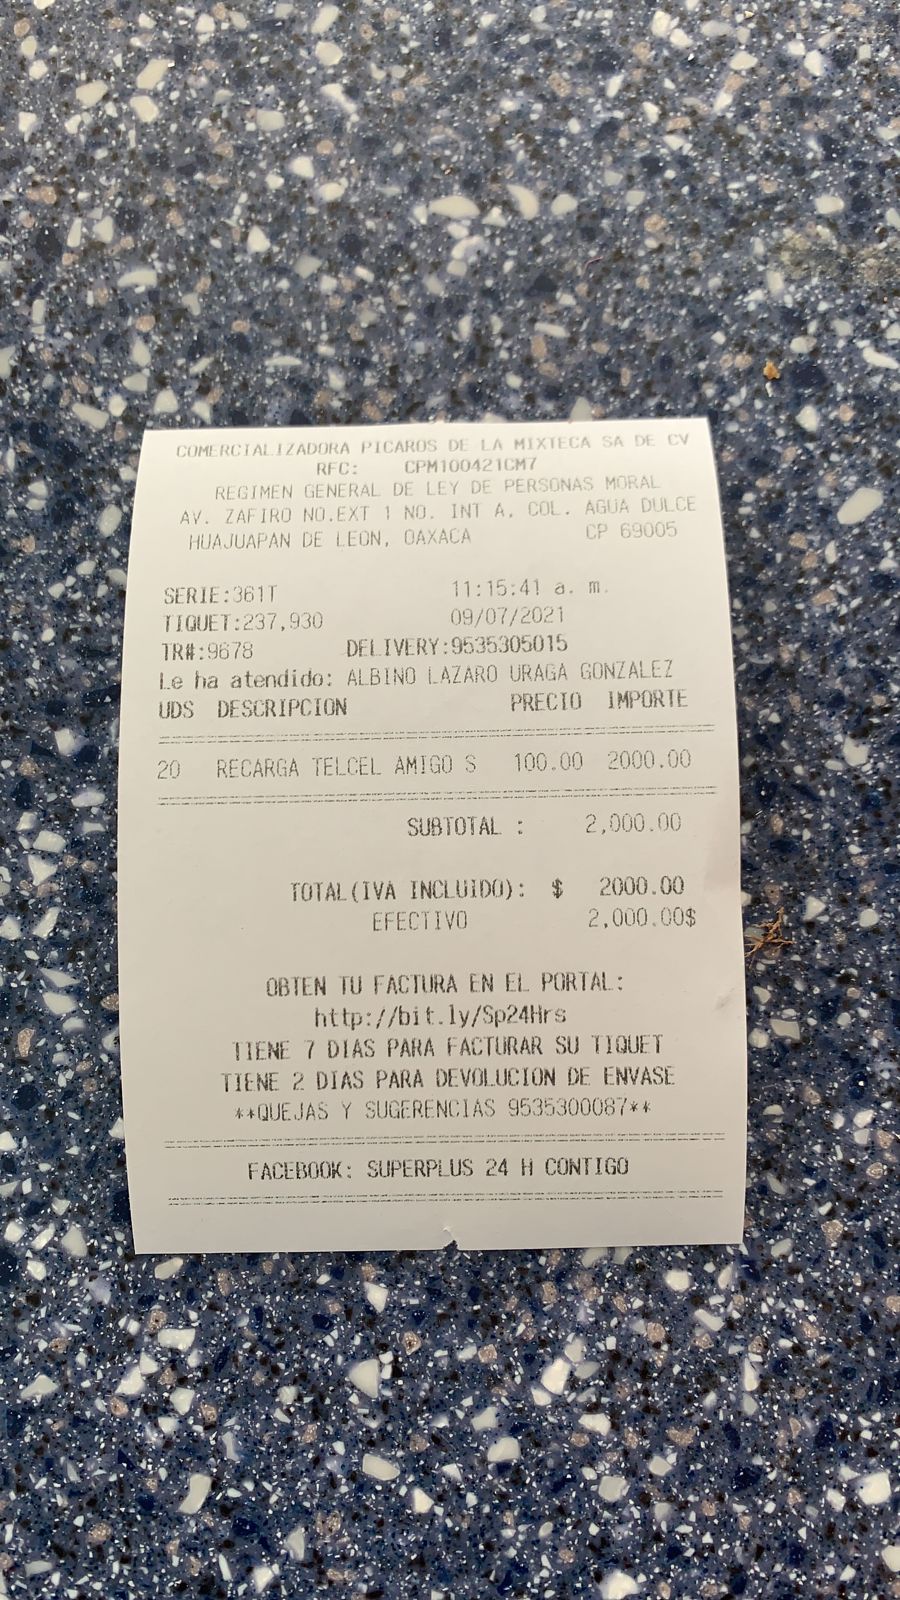 COMERCIALIZADORA PICAROS DE LA MIXTECA SA DE CV
RFC: CPM100421CM7
REGIMEN GENERAL DE LEY DE PERSONAS MORAL
AV. ZAFIRO NO.EXT 1 NO. INT A, COL. AGUA DULCE
HUAJUAPAN DE LEON, OAXACA CP 69005
SERIE:361T 11:15:41 a. m.
TIQUET:237,930 09/07/2021
TR#:9678 DELIVERY:9535305015
Le ha atendido: ALBINO LAZARO URAGA GONZALEZ
UDS DESCRIPCION PRECIO IMPORTE
20 RECARGA TELCEL AMIGO S 100.00 2000.00
SUBTOTAL : 2,000.00
TOTAL(IVA INCLUIDO): $ 2000.00
EFECTIVO 2,000.00$
OBTEN TU FACTURA EN EL PORTAL:
http://bit.ly/Sp24Hrs
TIENE 7 DIAS PARA FACTURAR SU TIQUET
TIENE 2 DIAS PARA DEVOLUCION DE ENVASE
**QUEJAS Y SUGERENCIAS 9535300087**
FACEBOOK: SUPERPLUS 24 H CONTIGO